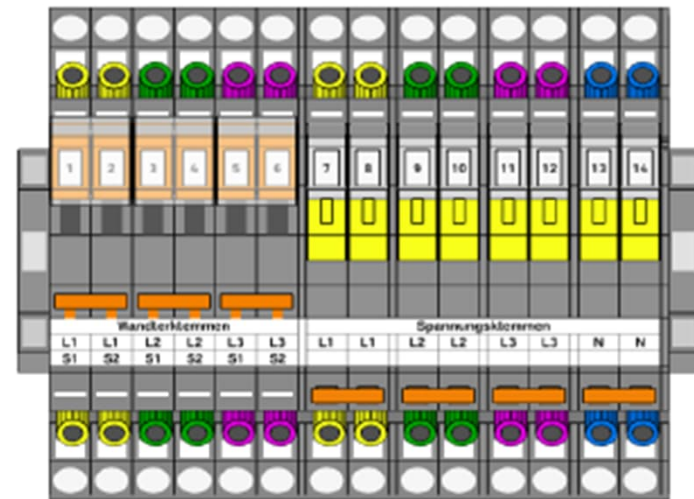 1 2 3 4 5 6 7 8 9 10 11 12 13 14
Wandlerklemmen Spannungsklemmen
L1 L1 L2 L2 L3 L3 L1 L1 L2 L2 L3 L3 N N
S1 S2 S1 S2 S1 S2